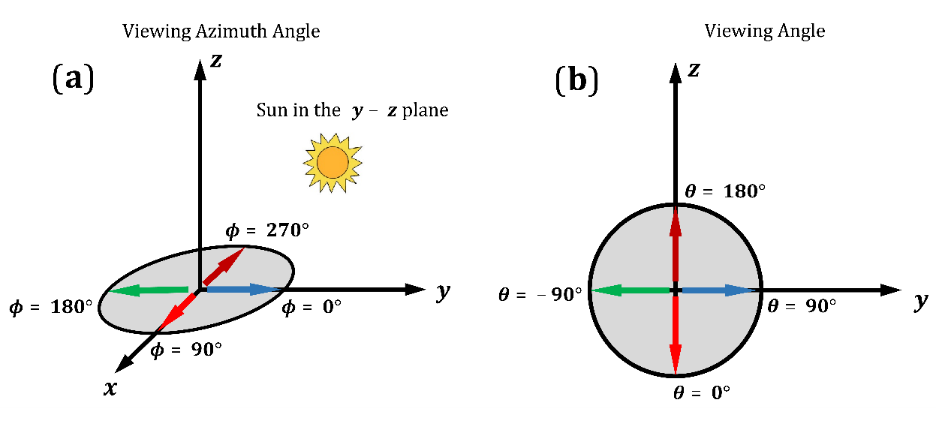 Viewing Azimuth Angle
(a)
z
Sun in the y – z plane
ϕ = 270°
y
ϕ = 180°
ϕ = 0°
ϕ = 90°
x
Viewing Angle
(b)
z
θ = 180°
θ = – 90°
θ = 90°
y
θ = 0°